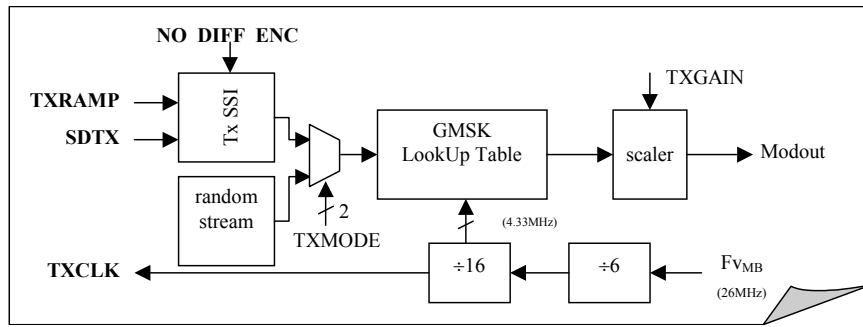 NO DIFF ENC
TXRAMP
SDTX
Tx SSI
TXGAIN
GMSK
LookUp Table
scaler
Modout
random
stream
2
TXMODE
(4.33MHz)
TXCLK
÷16
÷6
FvMB
(26MHz)